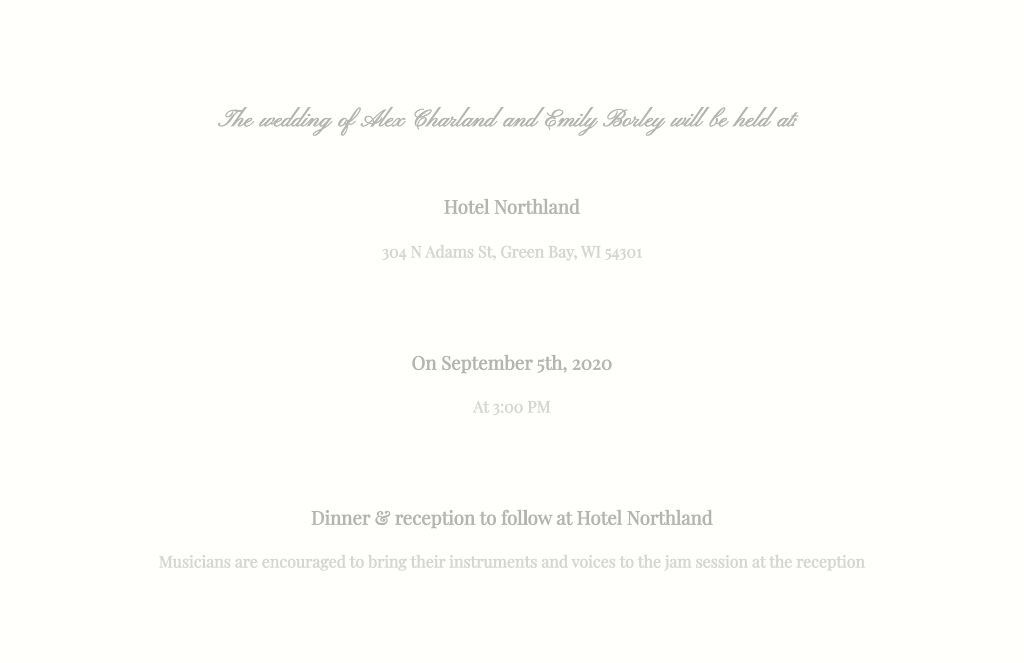 The wedding of Alex Charland and Emily Borley will be held at:
Hotel Northland
304 N Adams St, Green Bay, WI 54301
On September 5th, 2020
At 3:00 PM
Dinner & reception to follow at Hotel Northland
Musicians are encouraged to bring their instruments and voices to the jam session at the reception